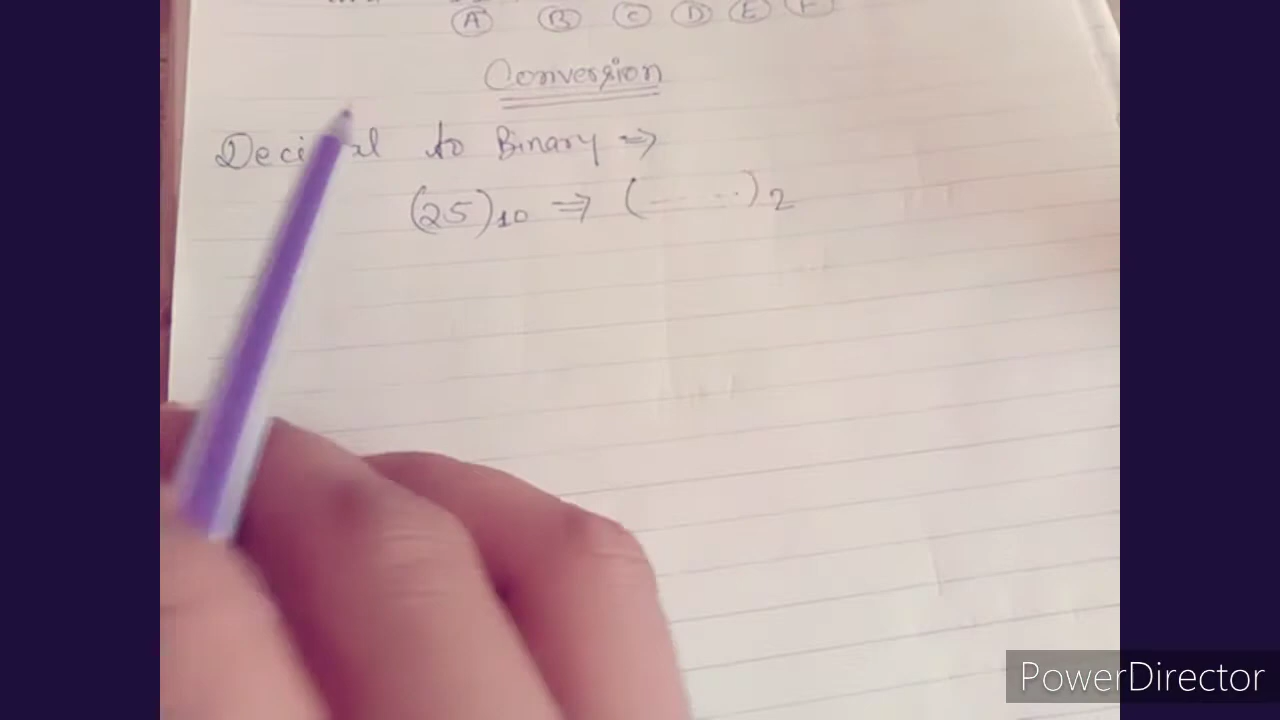 A B C D E F
Conversion
Decimal to Binary ⇒
(25)10 ⇒ (... ...)2
PowerDirector